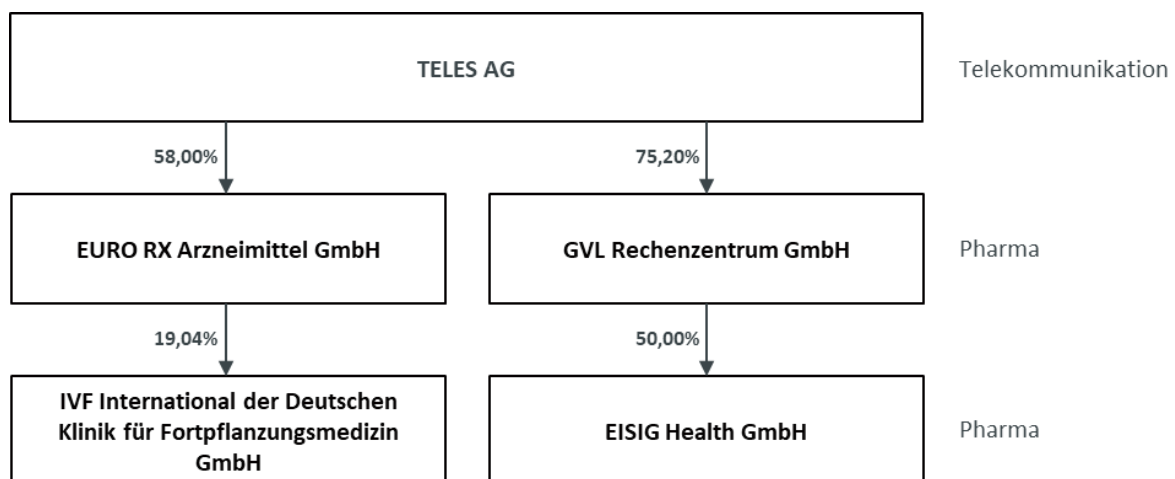 TELES AG
Telekommunikation
58,00%
75,20%
EURO RX Arzneimittel GmbH
GVL Rechenzentrum GmbH
Pharma
19,04%
50,00%
IVF International der Deutschen
Klinik für Fortpflanzungsmedizin
GmbH
EISIG Health GmbH
Pharma